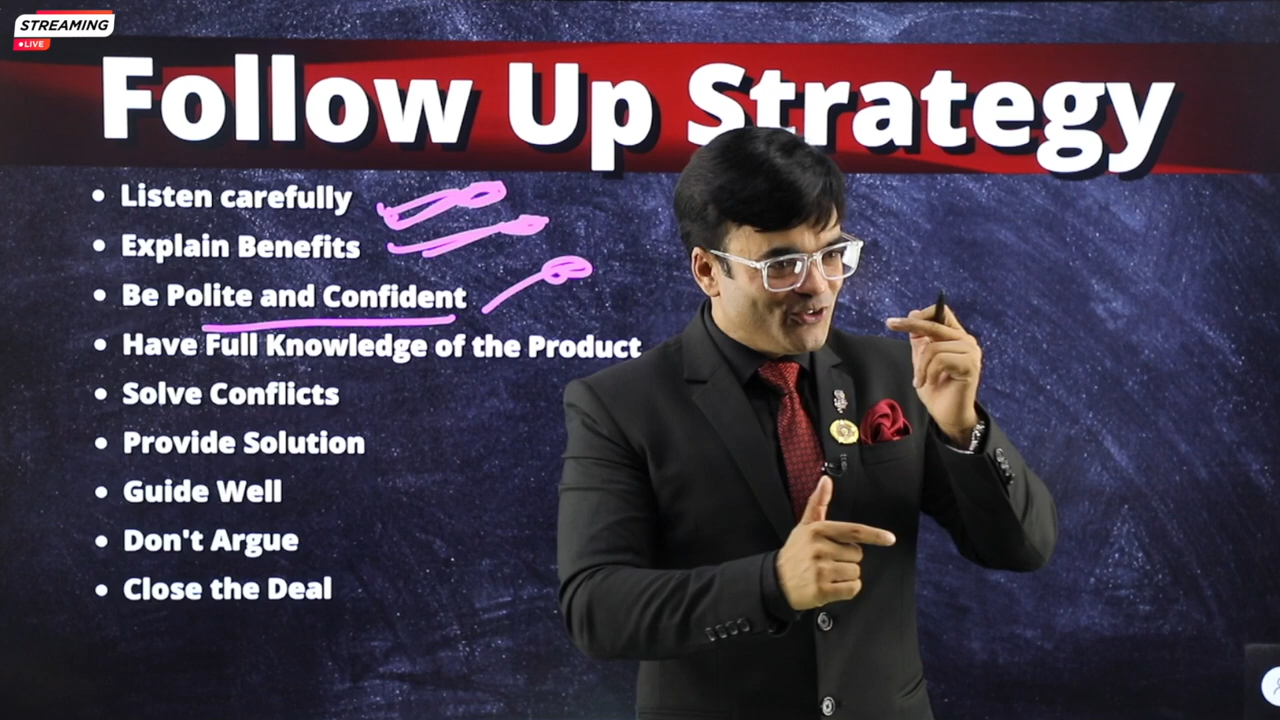 STREAMING
LIVE
Follow Up Strategy
• Listen carefully
• Explain Benefits
• Be Polite and Confident
• Have Full Knowledge of the Product
• Solve Conflicts
• Provide Solution
• Guide Well
• Don't Argue
• Close the Deal